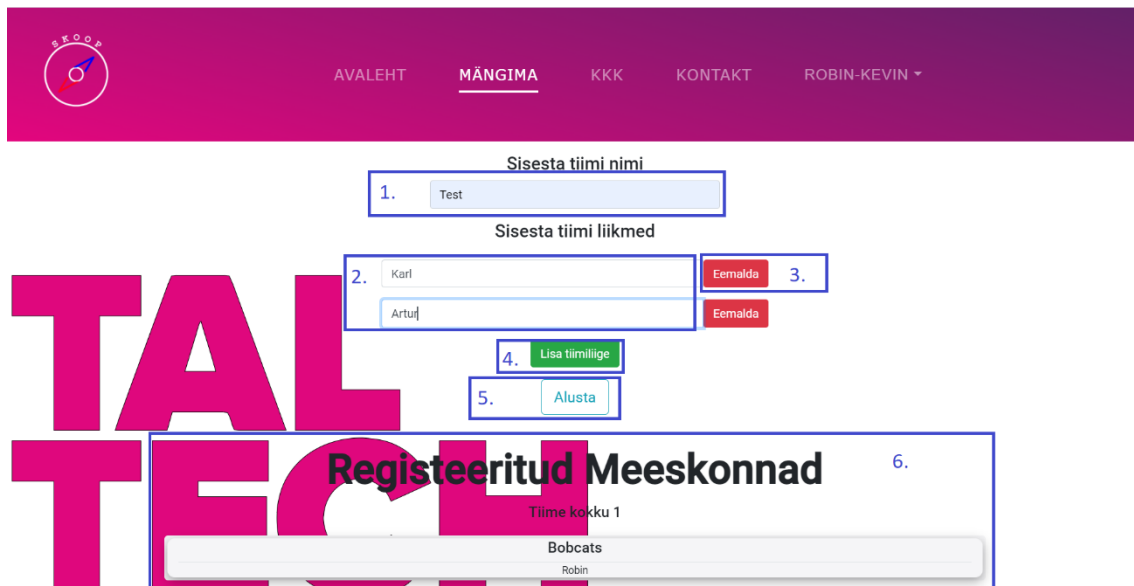 SKOOP
AVALEHT MÄNGIMA KKK KONTAKT ROBIN-KEVIN
Sisesta tiimi nimi
1. Test
Sisesta tiimi liikmed
2. Karl Eemalda 3.
Artur Eemalda
4. Lisa tiimiliige
5. Alusta
TAL
TECH
Registeeritud Meeskonnad 6.
Tiime kokku 1
Bobcats
Robin